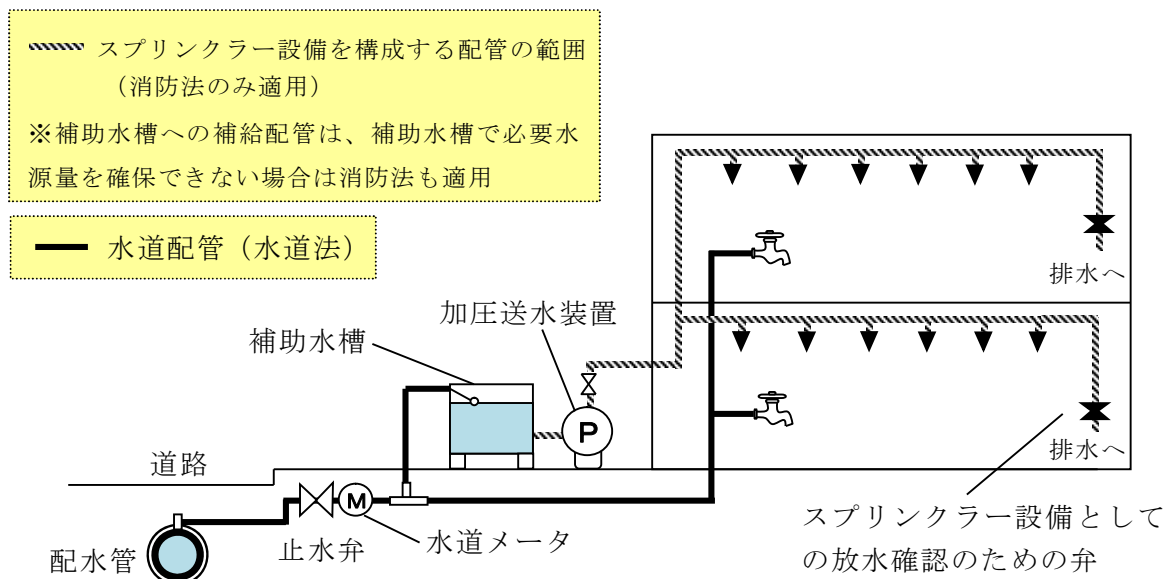 スプリンクラー設備を構成する配管の範囲
(消防法のみ適用)
※補助水槽への補給配管は、補助水槽で必要水
源量を確保できない場合は消防法も適用
水道配管(水道法)
排水へ
加圧送水装置
補助水槽
P
排水へ
道路
M
スプリンクラー設備として
の放水確認のための弁
水道メータ
止水弁
配水管